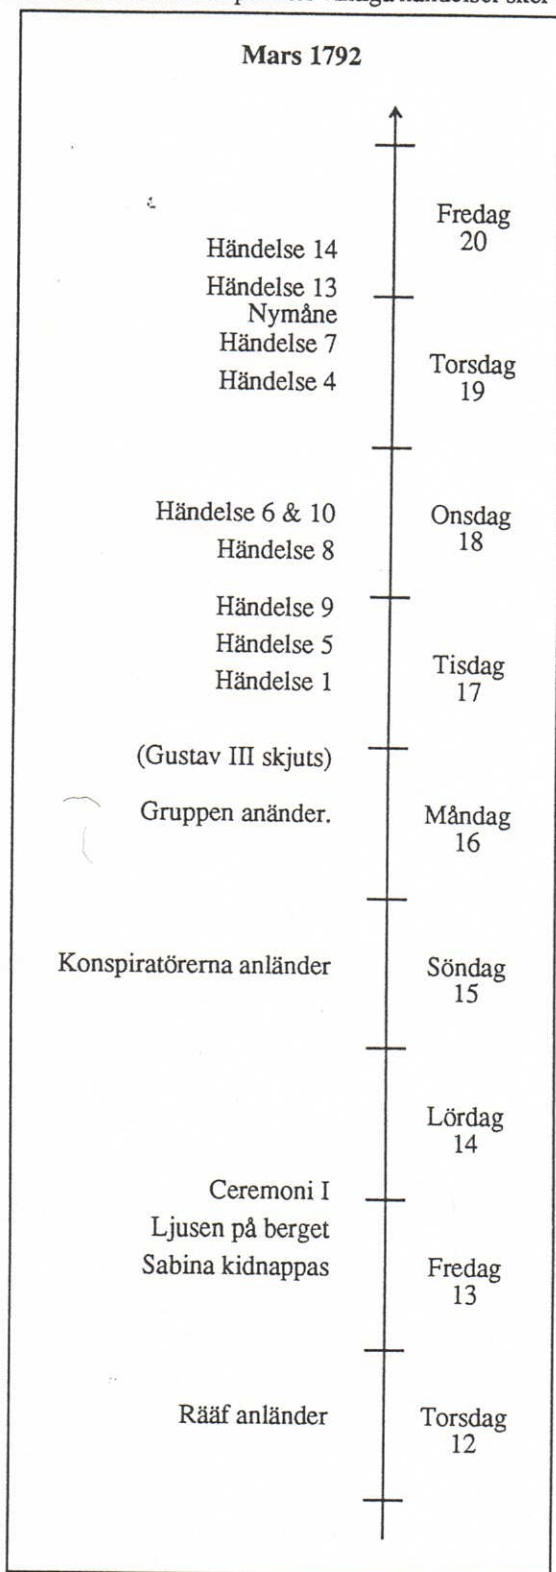 händelser sker
Mars 1792
Fredag
20
Händelse 14
Händelse 13
Nymåne
Händelse 7
Händelse 4
Torsdag
19
Händelse 6 & 10
Händelse 8
Onsdag
18
Händelse 9
Händelse 5
Händelse 1
Tisdag
17
(Gustav III skjuts)
Gruppen anänder.
Måndag
16
Konspiratörerna anländer
Söndag
15
Lördag
14
Ceremoni I
Ljusen på berget
Sabina kidnappas
Fredag
13
Rääf anländer
Torsdag
12